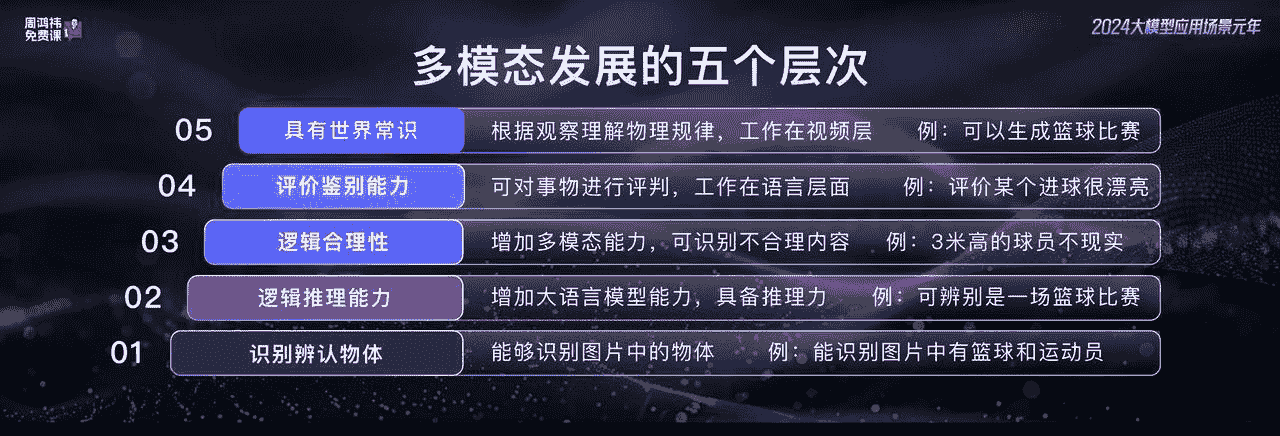 周鸿祎
免费课
2024大模型应用场景元年
多模态发展的五个层次
05 具有世界常识 根据观察理解物理规律，工作在视频层 例：可以生成篮球比赛
04 评价鉴别能力 可对事物进行评判，工作在语言层面 例：评价某个进球很漂亮
03 逻辑合理性 增加多模态能力，可识别不合理内容 例：3米高的球员不现实
02 逻辑推理能力 增加大语言模型能力，具备推理力 例：可辨别是一场篮球比赛
01 识别辨认物体 能够识别图片中的物体 例：能识别图片中有篮球和运动员